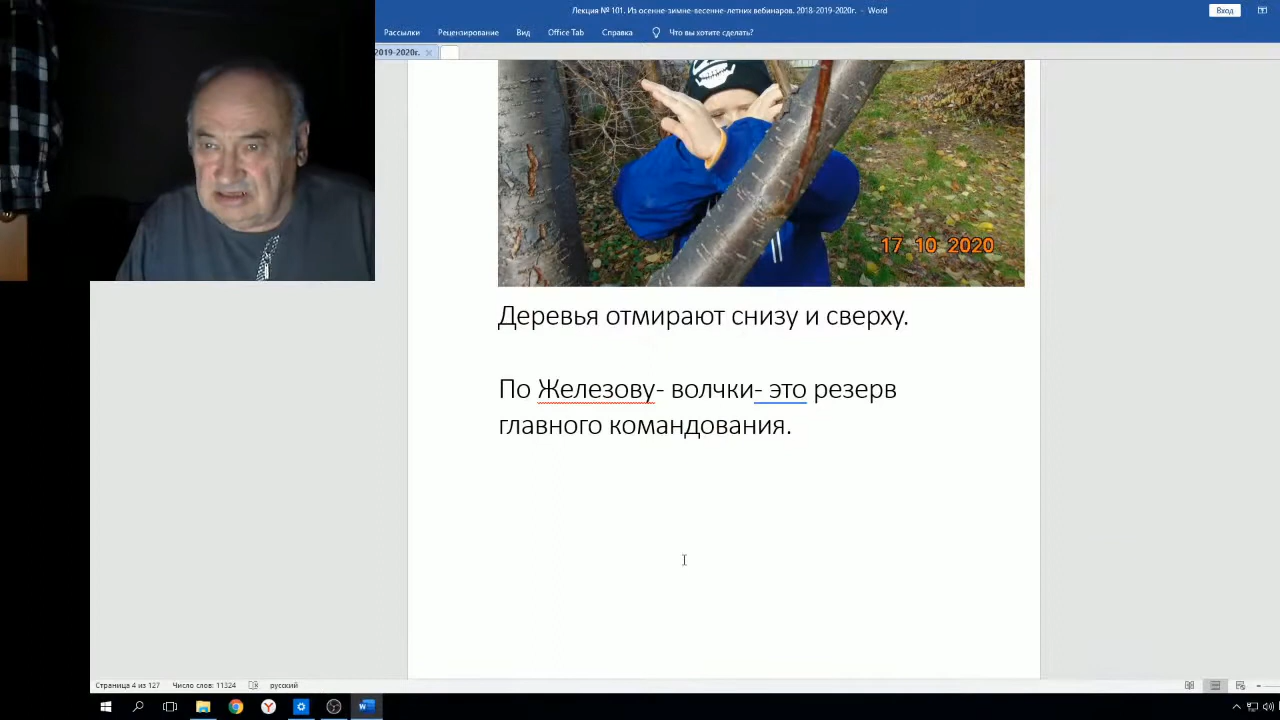 Лекция № 101. Из осенне-зимне-весенне-летних вебинаров. 2018-2019-2020г. - Word
Вход
Рассылки Рецензирование Вид Office Tab Справка Что вы хотите сделать?
2019-2020г.
17 10 2020
Деревья отмирают снизу и сверху.
По Железову- волчки- это резерв
главного командования.
Страница 4 из 127 Число слов: 11324 русский